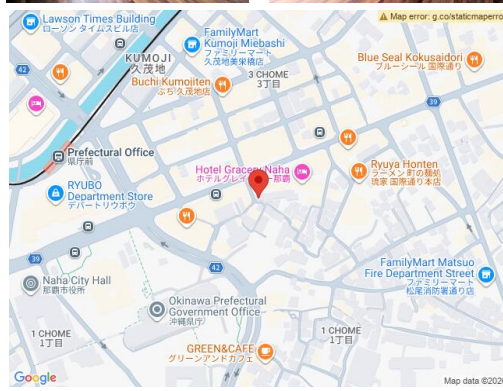 Lawson Times Building
ローソン タイムスビル店
FamilyMart
Kumoji Miebashi
ファミリーマート
久茂地美栄橋店
Map error: g.co/staticmaperro
KUMOJI
久茂地
42
Buchi Kumojiten
ぶち 久茂地店
3 CHOME
3丁目
Blue Seal Kokusaidori
ブルーシール 国際通り
39
Prefectural Office
県庁前
Hotel Gracery Naha
ホテルグレイスリー那覇
Ryuya Honten
ラーメン 町の麺処
琉家 国際通り本店
RYUBO
Department Store
デパートリウボウ
39
42
Naha City Hall
那覇市役所
FamilyMart Matsuo
Fire Department Street
ファミリーマート
松尾消防署通り店
Okinawa Prefectural
Government Office
沖縄県庁
1 CHOME
1丁目
GREEN&CAFE
グリーンアンドカフェ
1 CHOME
1丁目
Google
Map data ©202